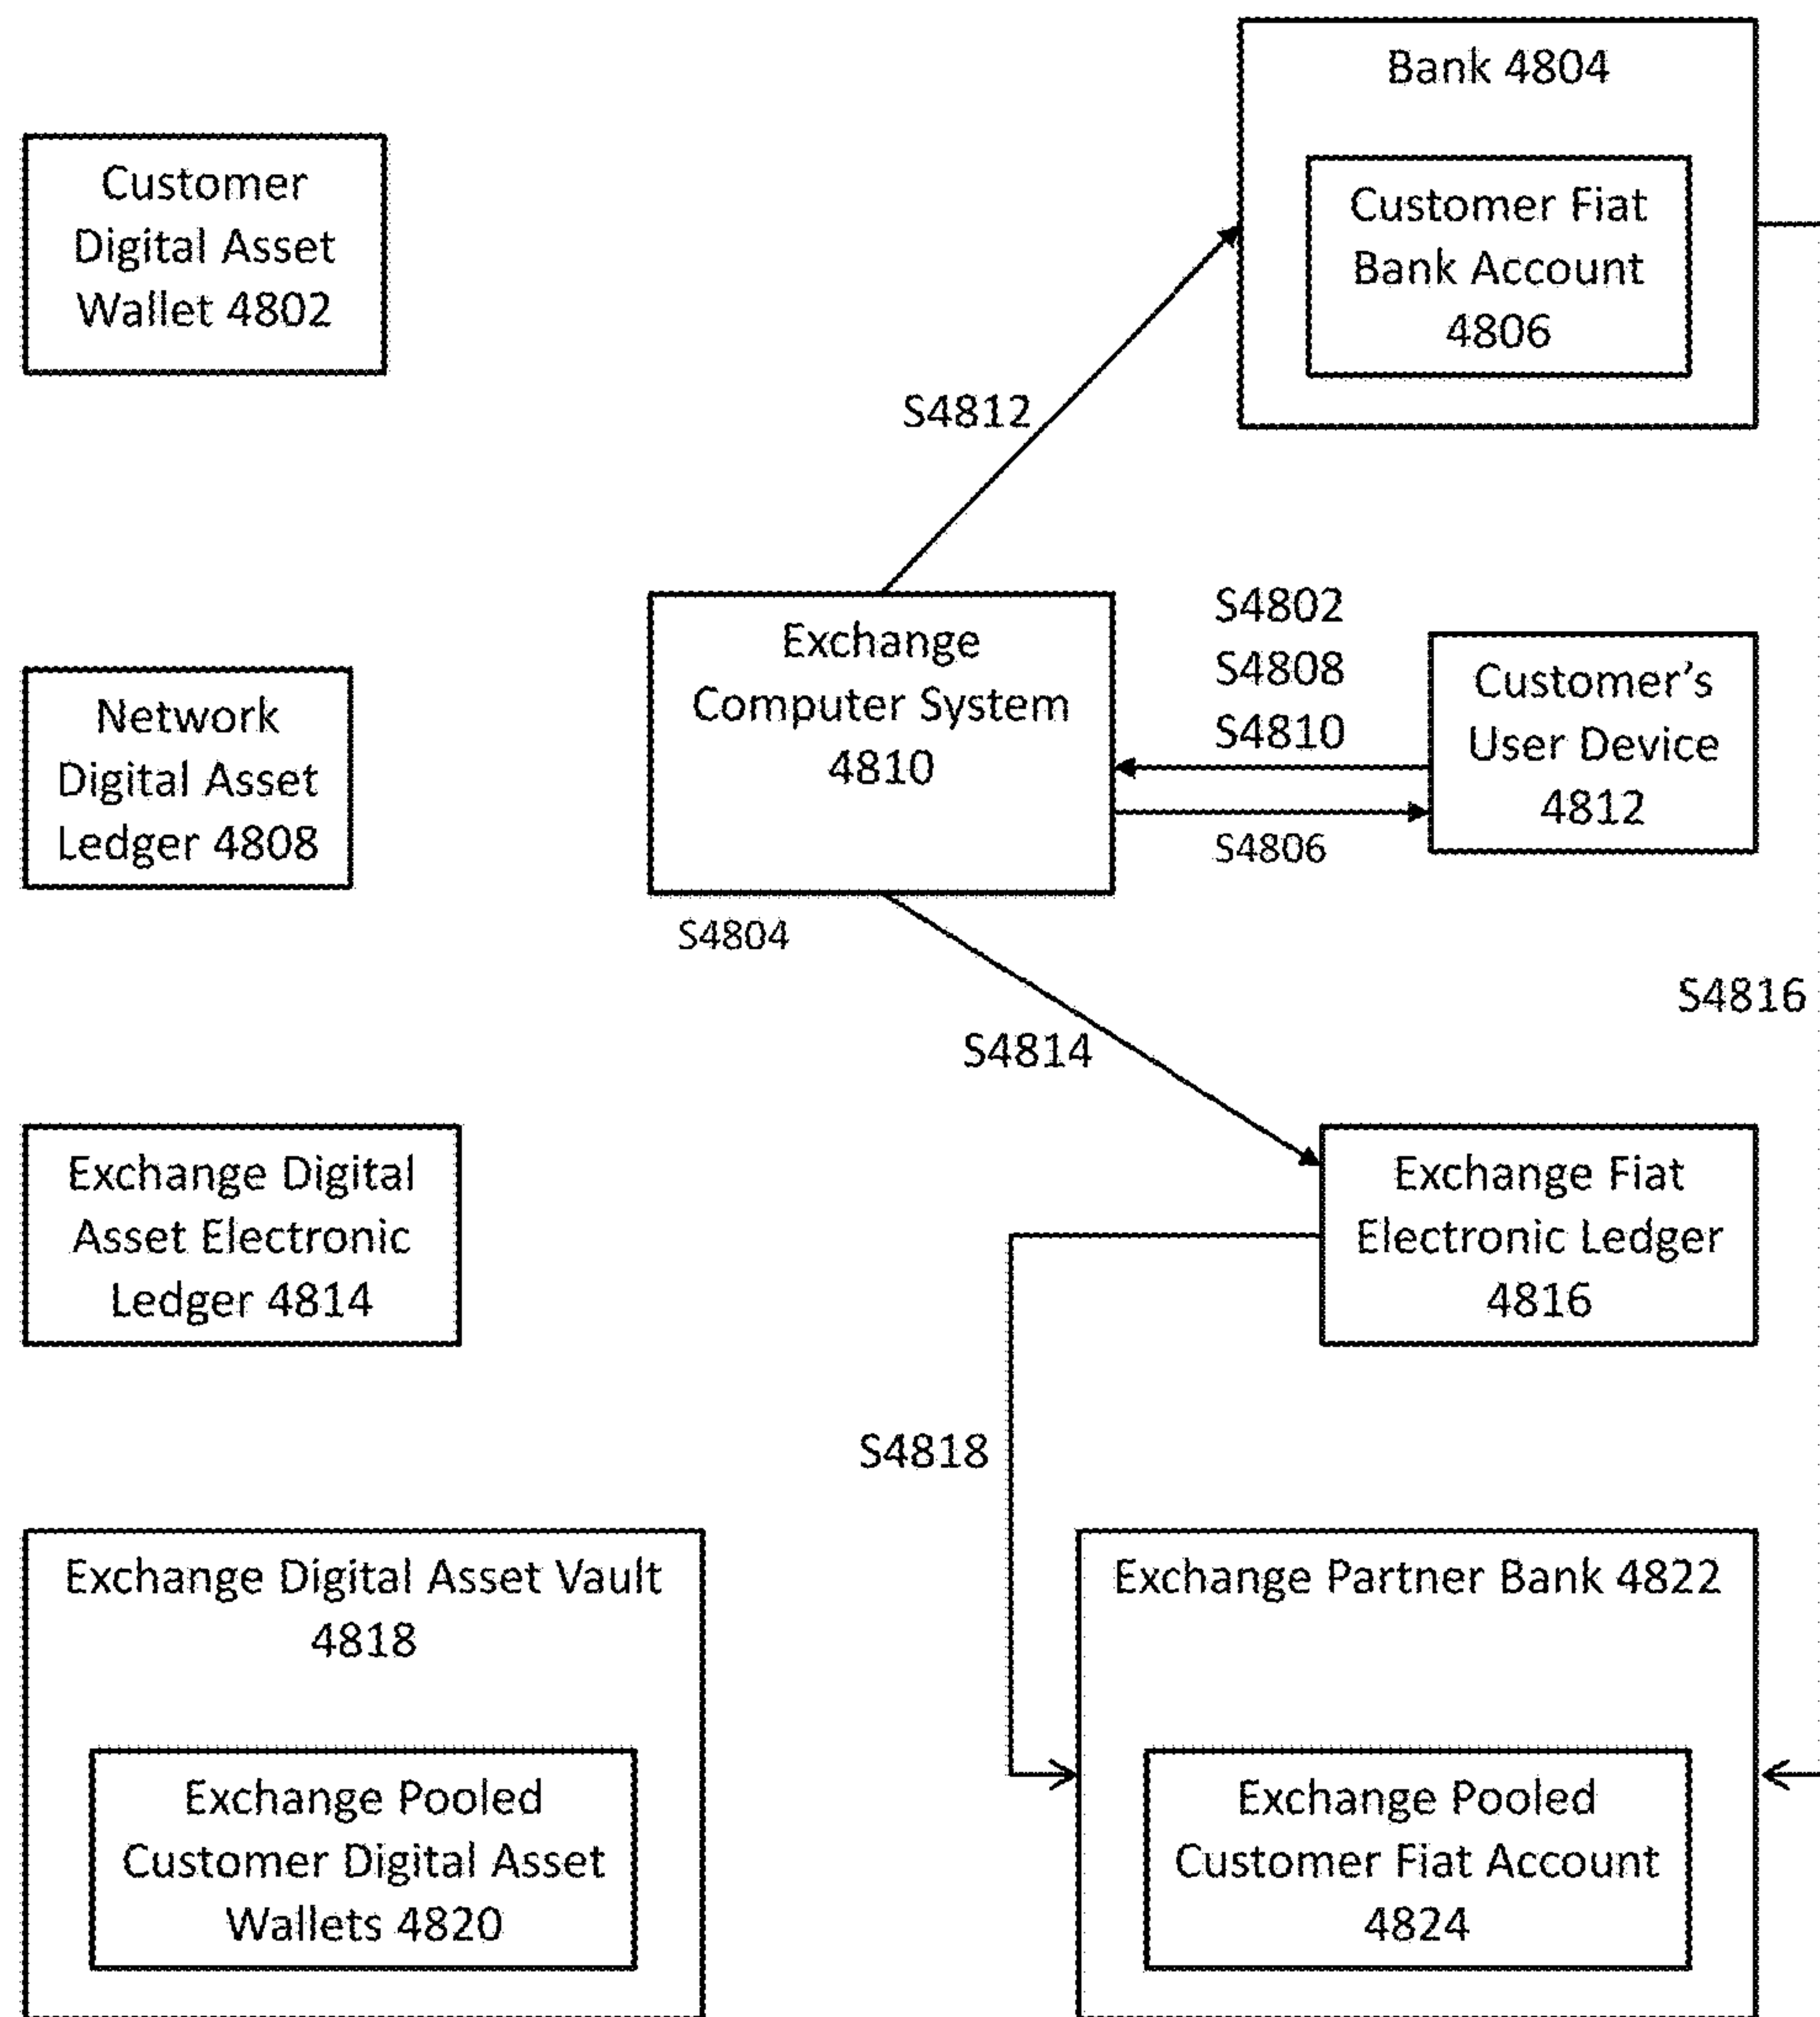 Bank 4804
Customer Fiat
Bank Account
4806
Customer
Digital Asset
Wallet 4802
S4812
Exchange
Computer System
4810
S4802
S4808
S4810
S4806
Customer's
User Device
4812
Network
Digital Asset
Ledger 4808
S4804
S4816
S4814
Exchange Digital
Asset Electronic
Ledger 4814
Exchange Fiat
Electronic Ledger
4816
S4818
Exchange Digital Asset Vault
4818
Exchange Pooled
Customer Digital Asset
Wallets 4820
Exchange Partner Bank 4822
Exchange Pooled
Customer Fiat Account
4824